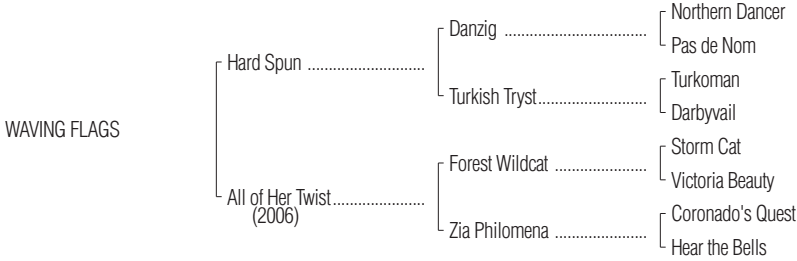 Northern Dancer
Danzig ..................................
Pas de Nom
Hard Spun ............................
Turkoman
Turkish Tryst..........................
Darbyvail
WAVING FLAGS
Storm Cat
Forest Wildcat ......................
Victoria Beauty
All of Her Twist......................
(2006)
Coronado's Quest
Zia Philomena ......................
Hear the Bells